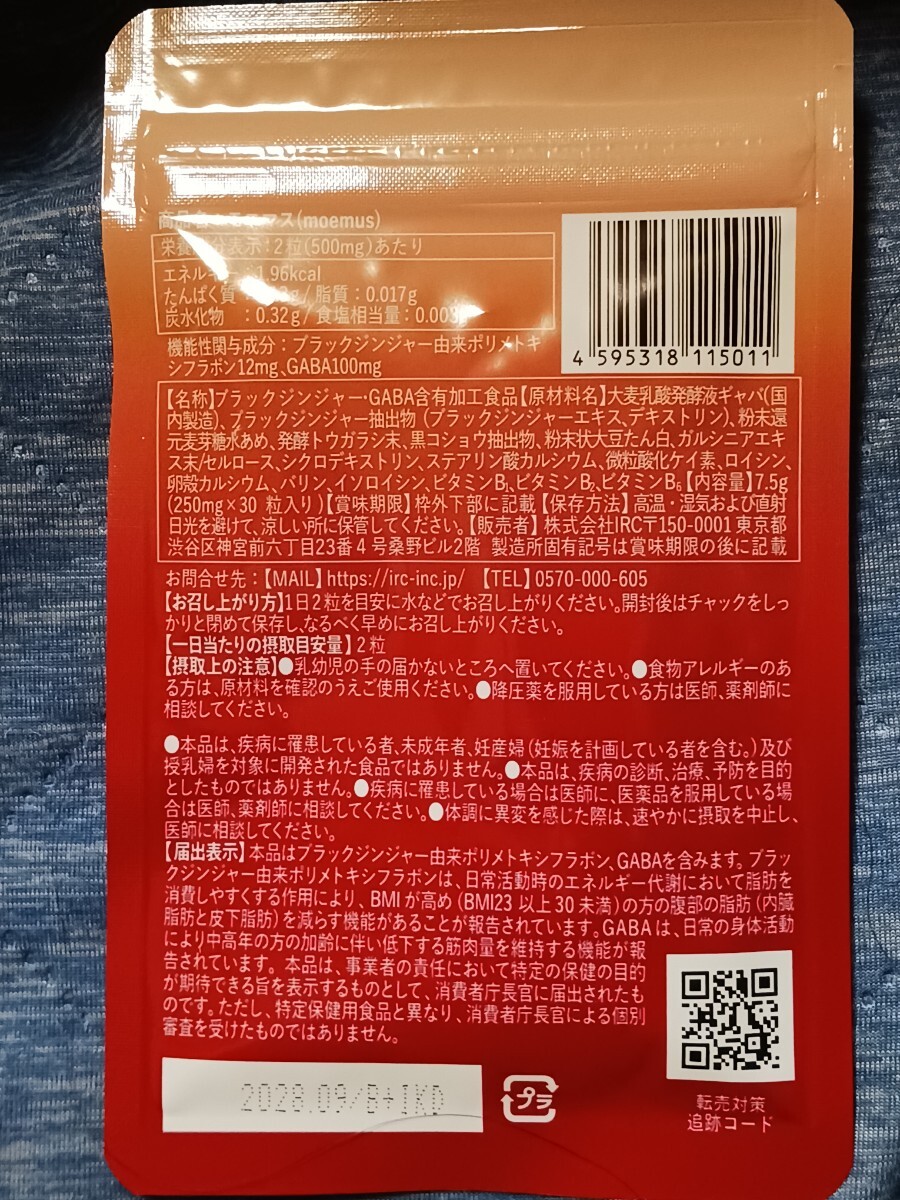 商品名：モエマス(moemus)
栄養成分表示：2粒(500mg)あたり
エネルギー：1.96kcal
たんぱく質 g / 脂質：0.017g
炭水化物 ：0.32g / 食塩相当量：0.003g
機能性関与成分：ブラックジンジャー由来ポリメトキ
シフラボン12mg、GABA100mg
4 595318 115011
【名称】ブラックジンジャー・GABA含有加工食品【原材料名】大麦乳酸発酵液ギャバ(国
内製造)、ブラックジンジャー抽出物(ブラックジンジャーエキス、デキストリン)、粉末還
元麦芽糖水あめ、発酵トウガラシ末、黒コショウ抽出物、粉末状大豆たん白、ガルシニアエキ
ス末/セルロース、シクロデキストリン、ステアリン酸カルシウム、微粒酸化ケイ素、ロイシン、
卵殻カルシウム、バリン、イソロイシン、ビタミンB₁、ビタミンB₂、ビタミンB₆【内容量】7.5g
(250mg×30 粒入り)【賞味期限】枠外下部に記載【保存方法】高温・湿気および直射
日光を避けて、涼しい所に保管してください。【販売者】株式会社IRC〒150-0001 東京都
渋谷区神宮前六丁目23番4号桑野ビル2階 製造所固有記号は賞味期限の後に記載
お問合せ先：【MAIL】https://irc-inc.jp/ 【TEL】0570-000-605
【お召し上がり方】1日2粒を目安に水などでお召し上がりください。開封後はチャックをしっ
かりと閉めて保存し、なるべく早めにお召し上がりください。
【一日当たりの摂取目安量】2粒
【摂取上の注意】●乳幼児の手の届かないところへ置いてください。●食物アレルギーのあ
る方は、原材料を確認のうえご使用ください。●降圧薬を服用している方は医師、薬剤師に
相談してください。
●本品は、疾病に罹患している者、未成年者、妊産婦(妊娠を計画している者を含む。)及び
授乳婦を対象に開発された食品ではありません。●本品は、疾病の診断、治療、予防を目的
としたものではありません。●疾病に罹患している場合は医師に、医薬品を服用している場
合は医師、薬剤師に相談してください。●体調に異変を感じた際は、速やかに摂取を中止し、
医師に相談してください。
【届出表示】本品はブラックジンジャー由来ポリメトキシフラボン、GABAを含みます。ブラッ
クジンジャー由来ポリメトキシフラボンは、日常活動時のエネルギー代謝において脂肪を
消費しやすくする作用により、BMIが高め(BMI23以上30未満)の方の腹部の脂肪(内臓
脂肪と皮下脂肪)を減らす機能があることが報告されています。GABAは、日常の身体活動
により中高年の方の加齢に伴い低下する筋肉量を維持する機能が報
告されています。本品は、事業者の責任において特定の保健の目的
が期待できる旨を表示するものとして、消費者庁長官に届出されたも
のです。ただし、特定保健用食品と異なり、消費者庁長官による個別
審査を受けたものではありません。
2028.09/B+IKD
プラ
転売対策
追跡コード